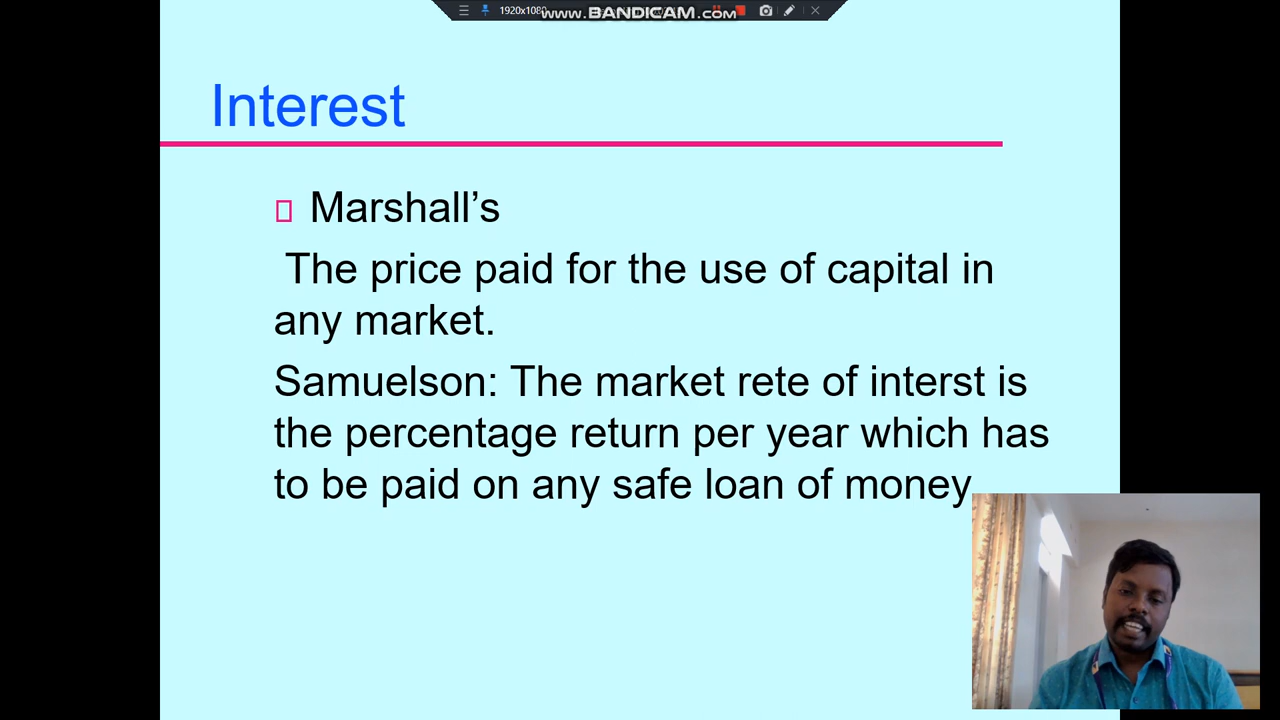 1920x1080
www.BANDICAM.com
Interest
Marshall’s
The price paid for the use of capital in
any market.
Samuelson: The market rete of interst is
the percentage return per year which has
to be paid on any safe loan of money